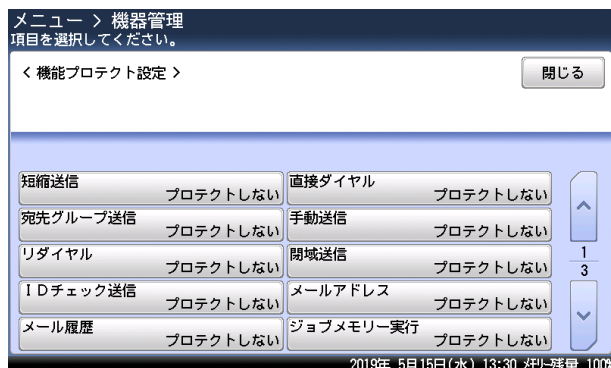 メニュー > 機器管理
項目を選択してください。
< 機能プロテクト設定 >
閉じる
短縮送信
プロテクトしない
直接ダイヤル
プロテクトしない
宛先グループ送信
プロテクトしない
手動送信
プロテクトしない
リダイヤル
プロテクトしない
閉域送信
プロテクトしない
1
3
IDチェック送信
プロテクトしない
メールアドレス
プロテクトしない
メール履歴
プロテクトしない
ジョブメモリー実行
プロテクトしない
2019年 5月15日(水) 13:30 メモリー残量 100%